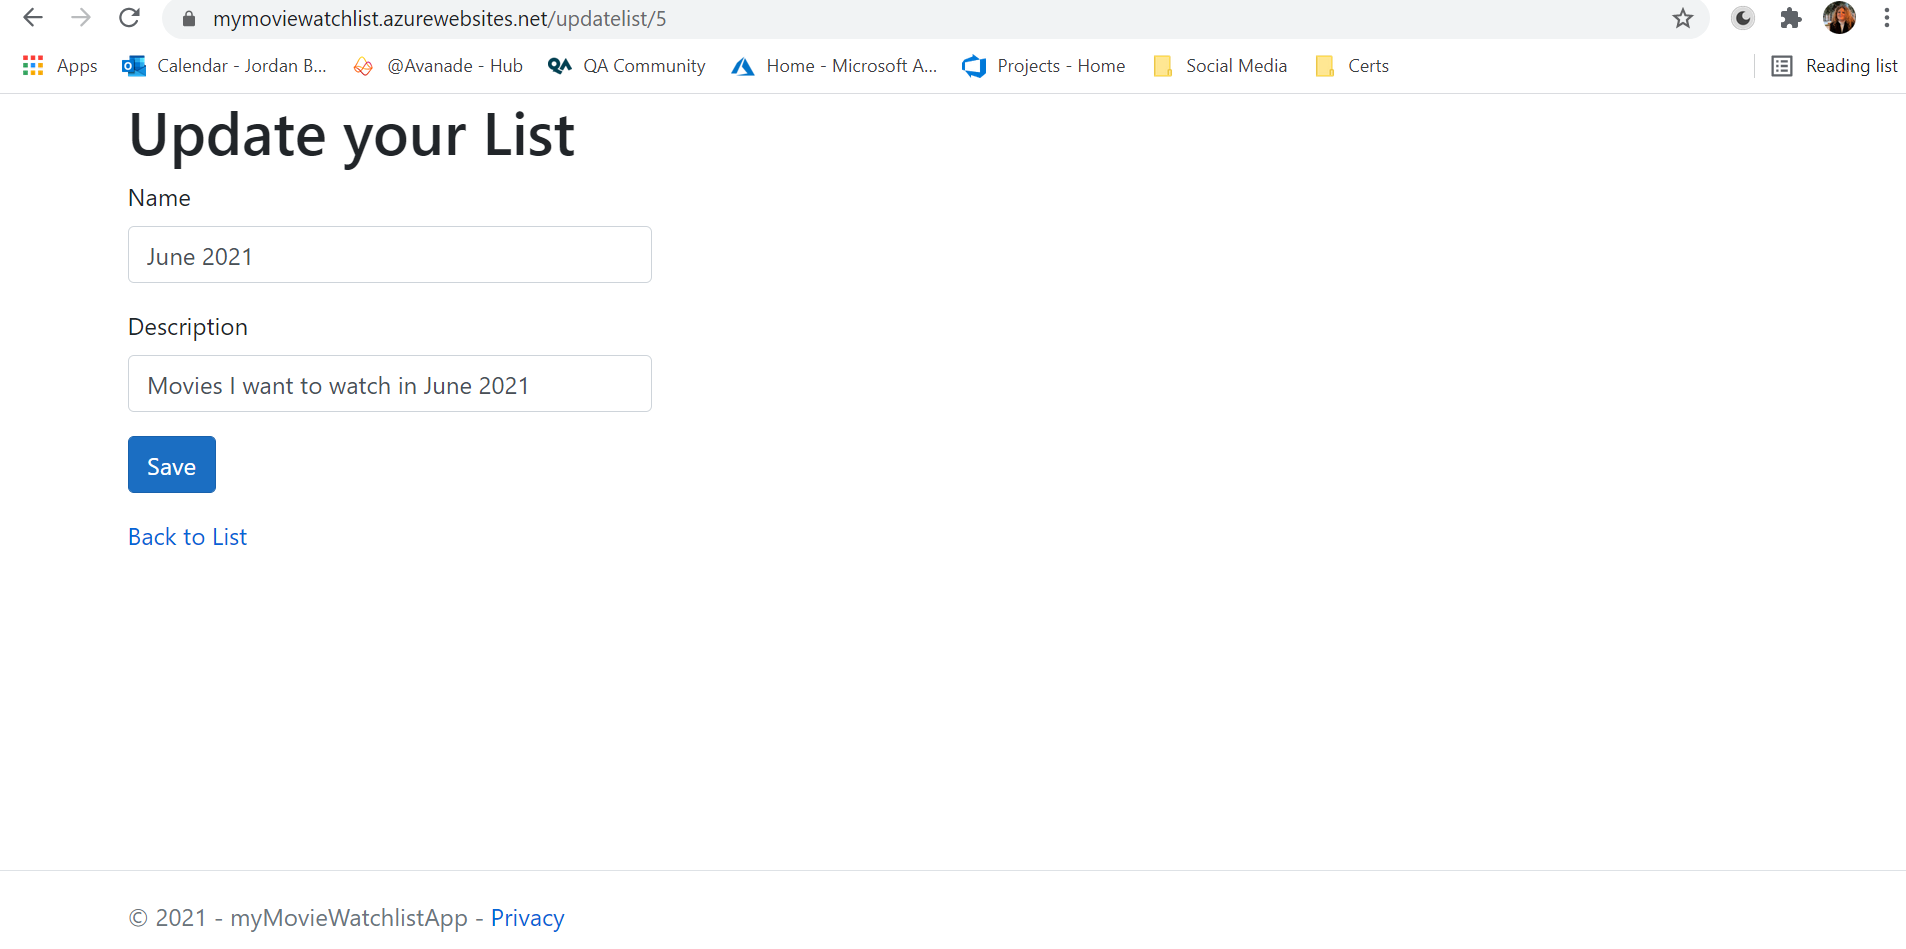 mymoviewatchlist.azurewebsites.net/updatelist/5
Apps Calendar - Jordan B... @Avanade - Hub QA QA Community Home - Microsoft A... Projects - Home Social Media Certs Reading list
Update your List
Name
June 2021
Description
Movies I want to watch in June 2021
Save
Back to List
© 2021 - myMovieWatchlistApp - Privacy